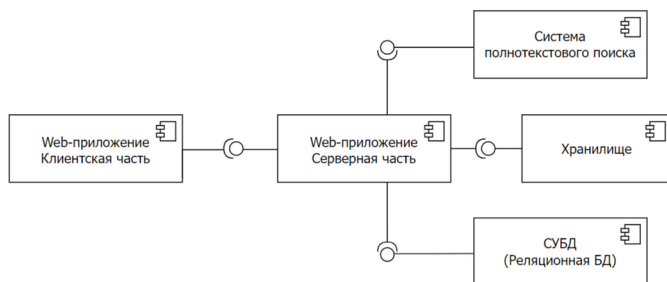 Система
полнотекстового поиска
Web-приложение
Клиентская часть
Web-приложение
Серверная часть
Хранилище
СУБД
(Реляционная БД)